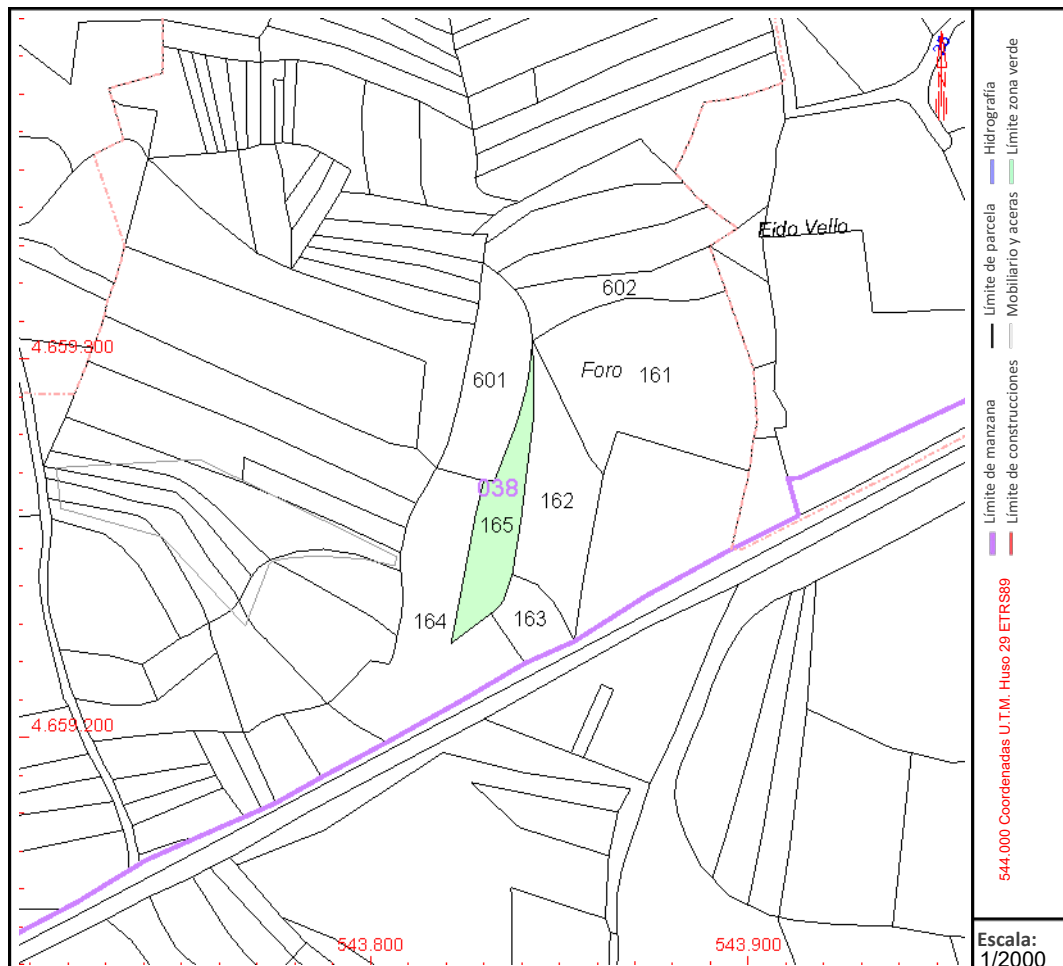 Eido Vello
602
4.659.300
601
Foro
161
038
165
162
164
163
4.659.200
543.800
543.900
Hidrografía
Límite zona verde
Límite de parcela
Mobiliario y aceras
Límite de manzana
Límite de construcciones
544.000 Coordenadas U.T.M. Huso 29 ETRS89
Escala:
1/2000